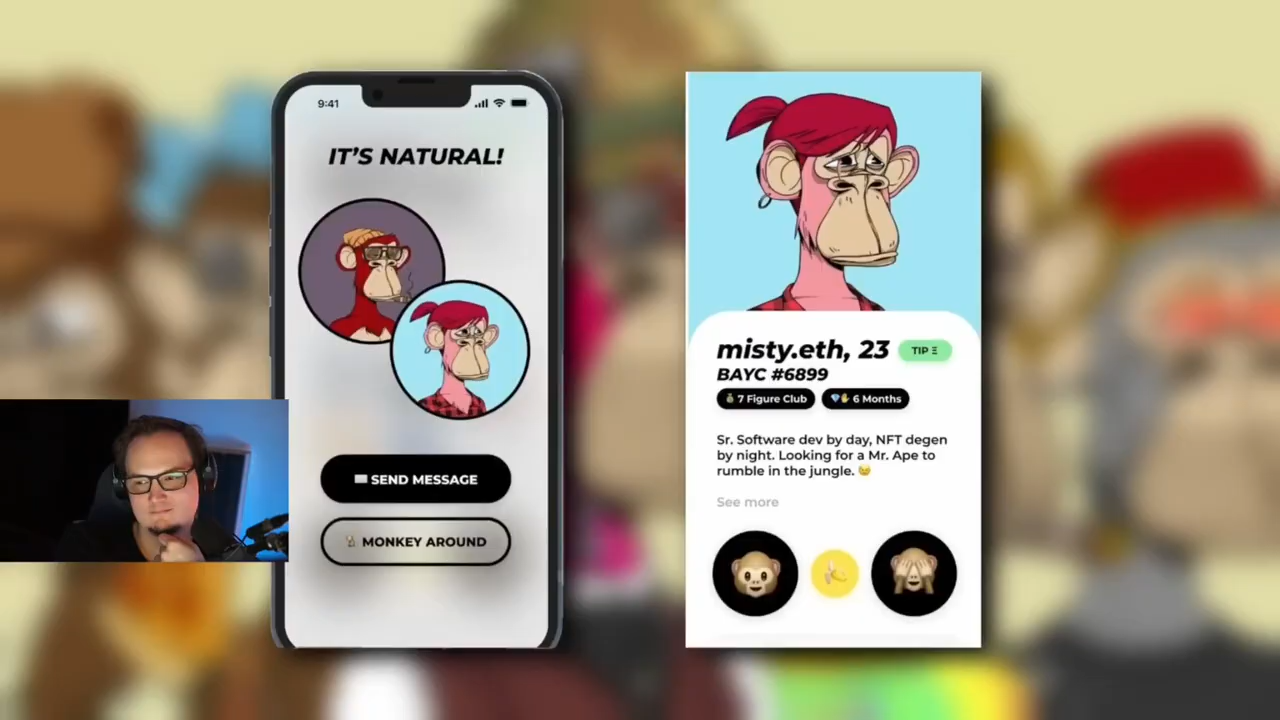 9:41
IT'S NATURAL!
SEND MESSAGE
MONKEY AROUND
misty.eth, 23
TIP Ξ
BAYC #6899
7 Figure Club
6 Months
Sr. Software dev by day, NFT degen
by night. Looking for a Mr. Ape to
rumble in the jungle. 😉
See more